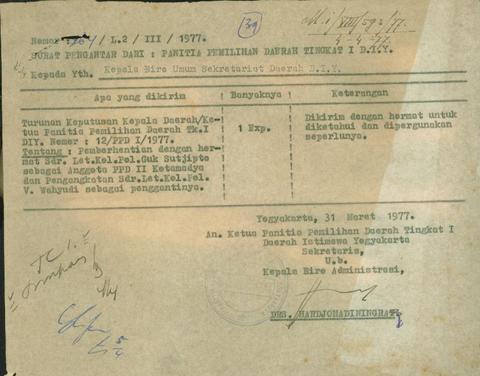 Nomor : 764 / L.2 / III / 1977.
39
SURAT PENGANTAR DARI : PANITIA PEMILIHAN DAERAH TINGKAT I D.I.Y.
Kepada Yth. Kepala Biro Umum Sekretariat Daerah D.I.Y.
Apa yang dikirim Banyaknya Keterangan
Turunan Keputusan Kepala Daerah/Ke-
tua Panitia Pemilihan Daerah Tk.I
DIY. Nomor : 12/PPD I/1977.
Tentang : Pemberhentian dengan hor-
mat Sdr. Let.Kol.Pol.Guk Sutjipto
sebagai Anggota PPD II Kotamadya
dan Pengangkatan Sdr.Let.Kol.Pol.
V. Wahyudi sebagai penggantinya.
1 Exp.
Dikirim dengan hormat untuk
diketahui dan dipergunakan
seperlunya.
Yogyakarta, 31 Maret 1977.
An. Ketua Panitia Pemilihan Daerah Tingkat I
Daerah Istimewa Yogyakarta
Sekretaris,
U.b.
Kepala Biro Administrasi,
DRS. HARDJOHADININGRAT